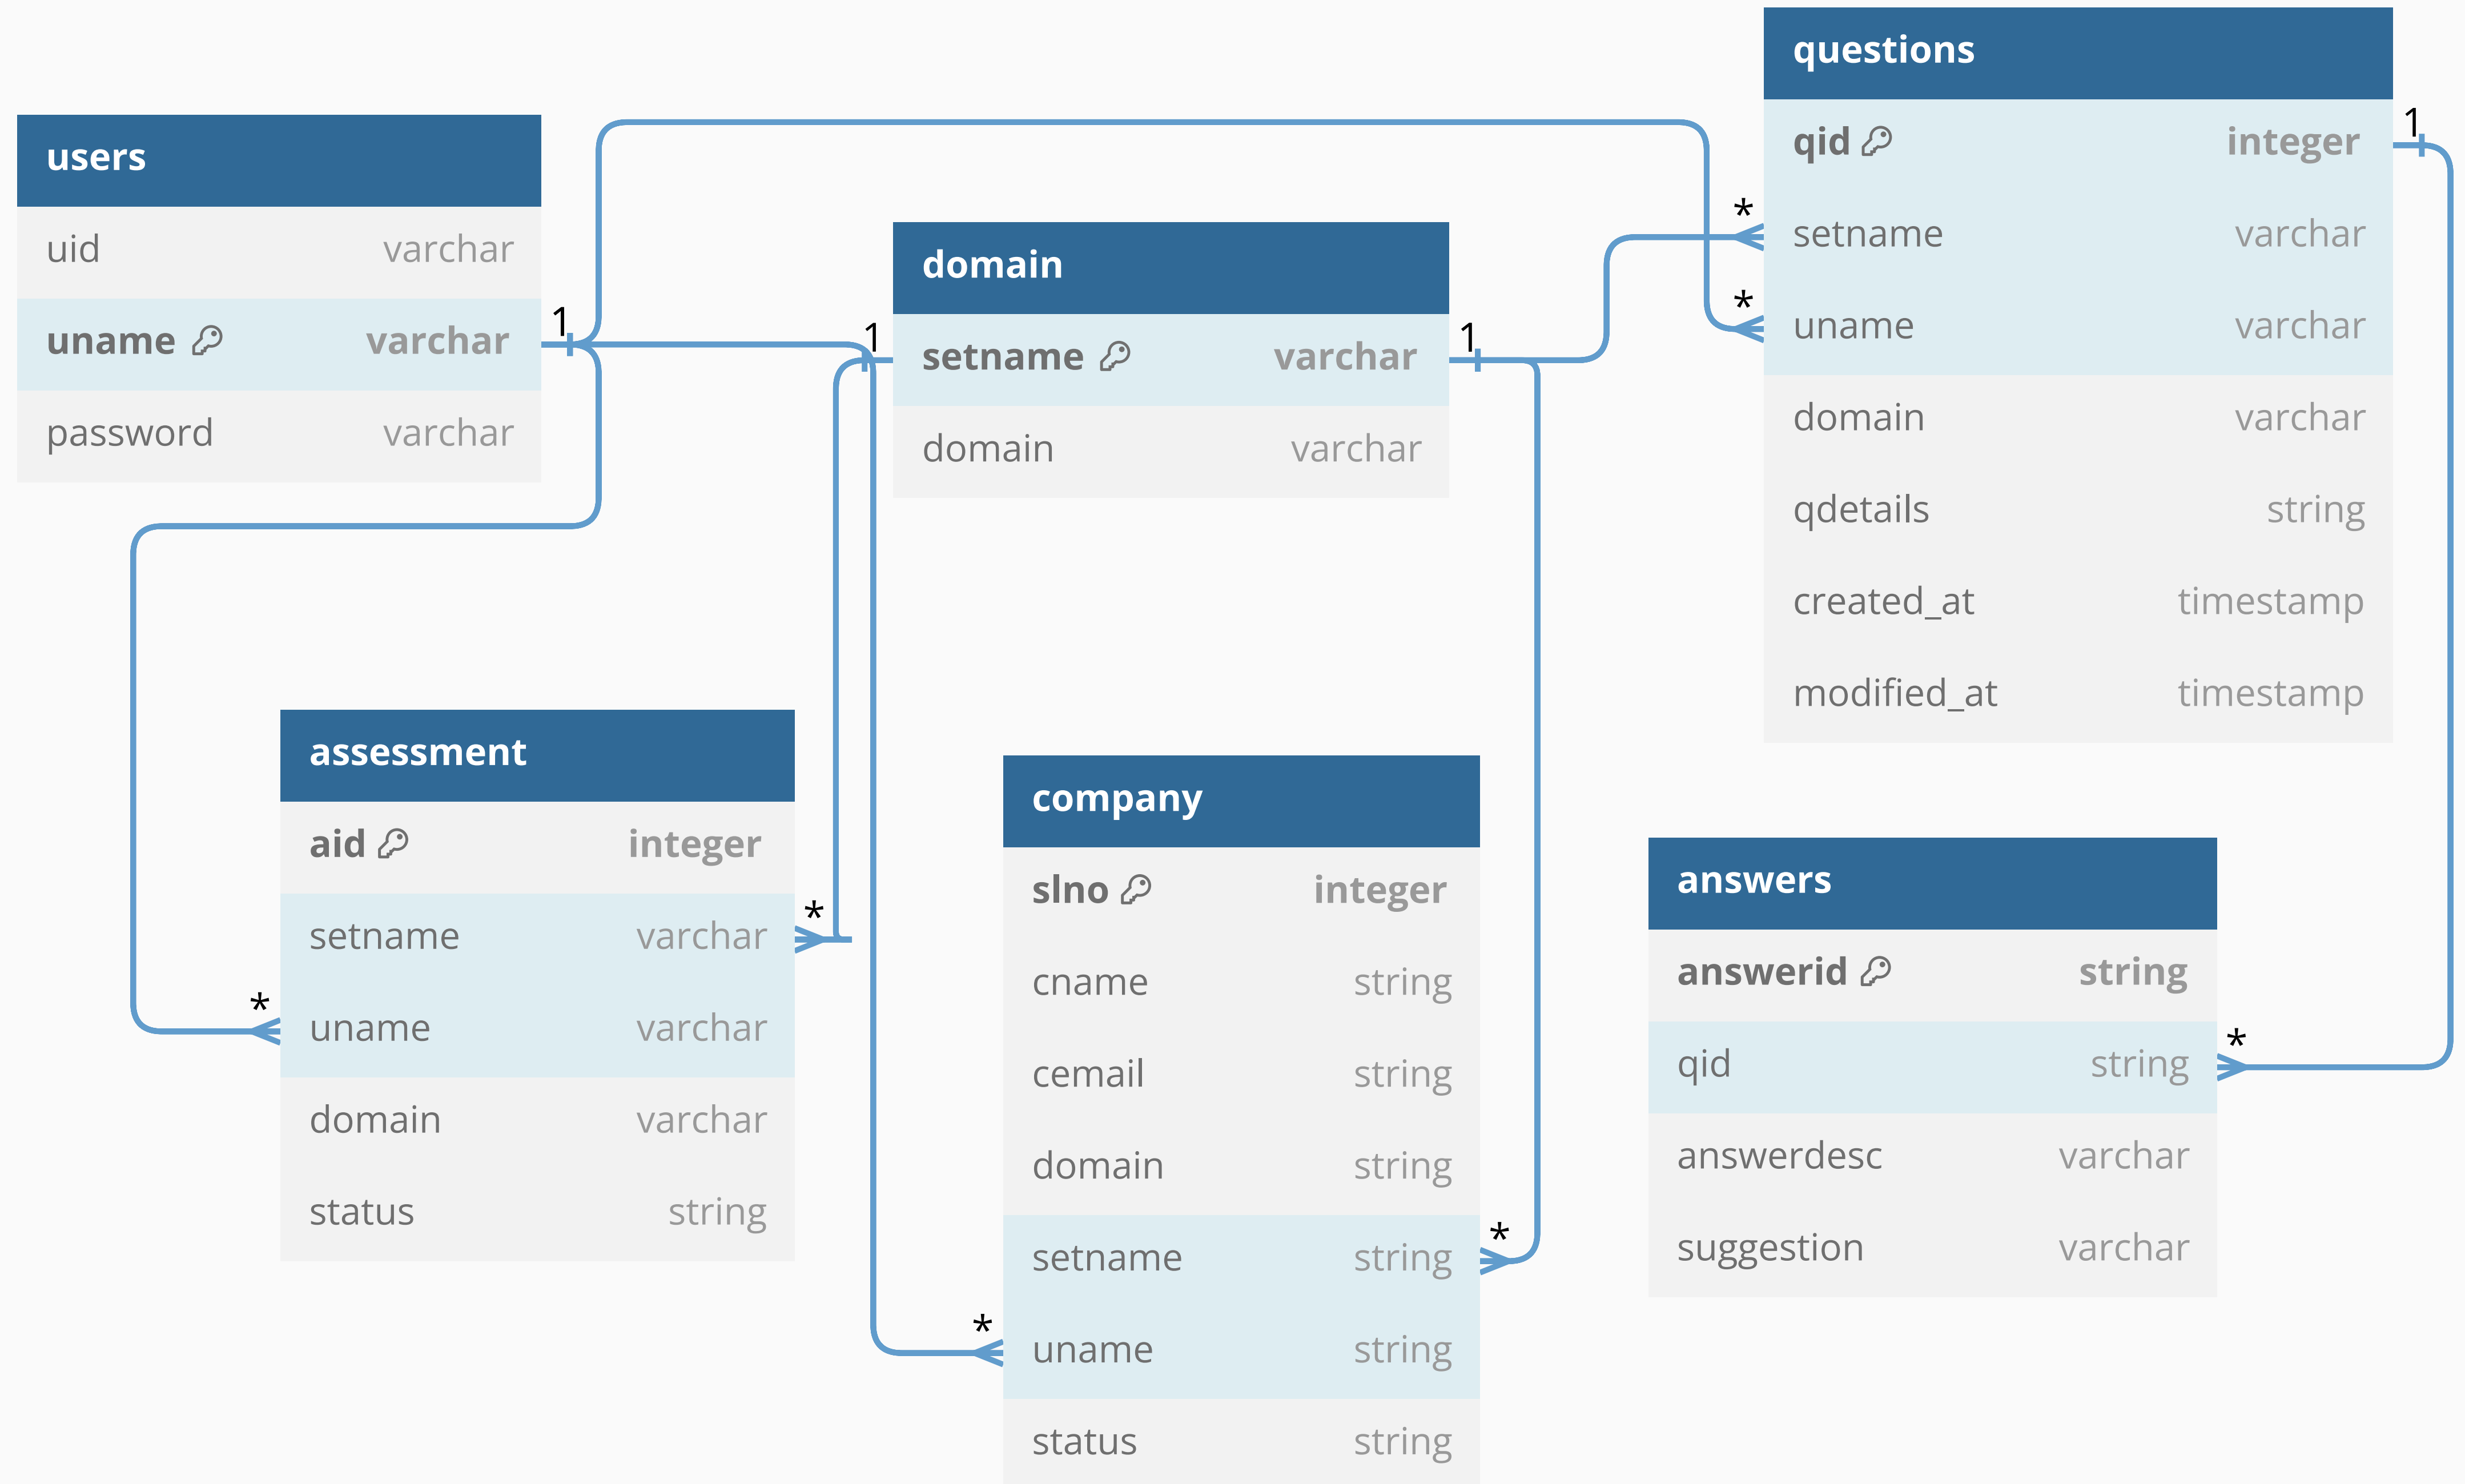 users
uid varchar
uname varchar
password varchar
1
domain
1 setname varchar 1
domain varchar
questions
qid integer 1
* setname varchar
* uname varchar
domain varchar
qdetails string
created_at timestamp
modified_at timestamp
assessment
aid integer
setname varchar *
* uname varchar
domain varchar
status string
company
slno integer
cname string
cemail string
domain string
setname string *
* uname string
status string
answers
answerid string
qid string *
answerdesc varchar
suggestion varchar